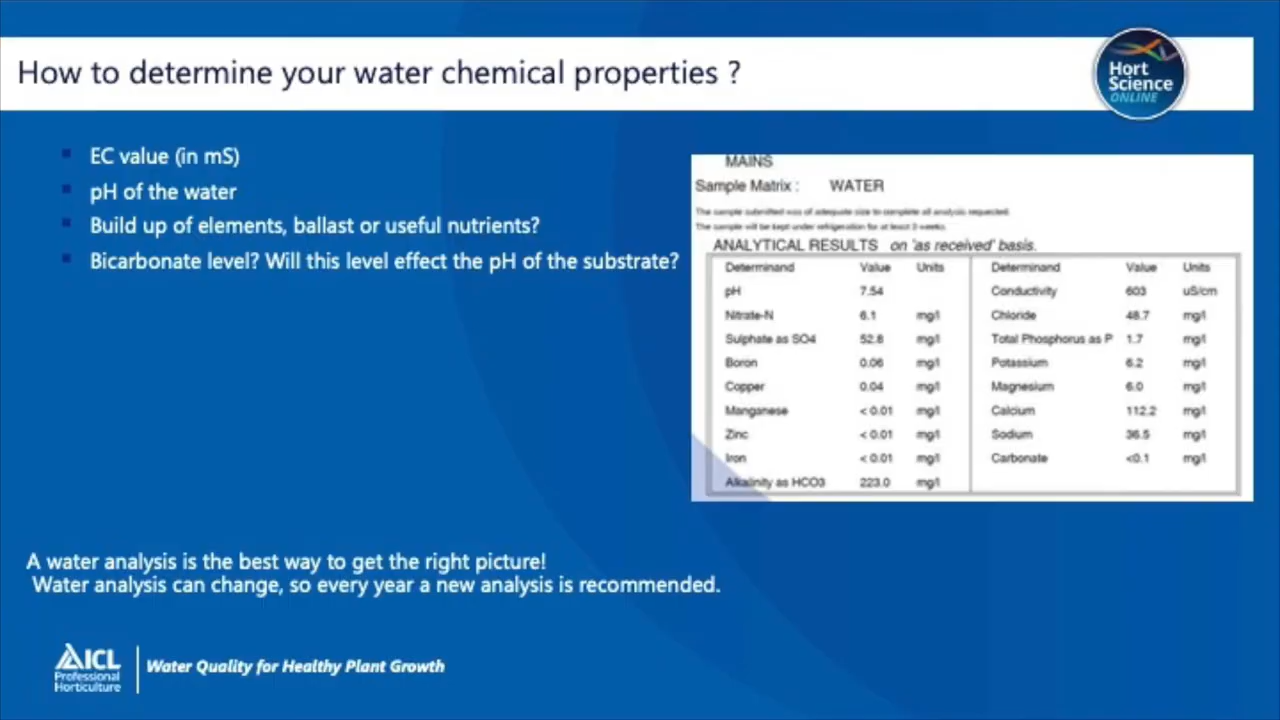 How to determine your water chemical properties ?
Hort
Science
ONLINE
EC value (in mS)
pH of the water
Build up of elements, ballast or useful nutrients?
Bicarbonate level? Will this level effect the pH of the substrate?
MAINS
Sample Matrix : WATER
The sample submitted was of adequate size to complete all analysis requested.
The sample will be kept under refrigeration for at least 3 weeks.
ANALYTICAL RESULTS on 'as received' basis.
Determinand Value Units Determinand Value Units
pH 7.54 Conductivity 603 uS/cm
Nitrate-N 6.1 mg/l Chloride 48.7 mg/l
Sulphate as SO4 52.8 mg/l Total Phosphorus as P 1.7 mg/l
Boron 0.06 mg/l Potassium 6.2 mg/l
Copper 0.04 mg/l Magnesium 6.0 mg/l
Manganese < 0.01 mg/l Calcium 112.2 mg/l
Zinc < 0.01 mg/l Sodium 36.5 mg/l
Iron < 0.01 mg/l Carbonate <0.1 mg/l
Alkalinity as HCO3 223.0 mg/l
A water analysis is the best way to get the right picture!
Water analysis can change, so every year a new analysis is recommended.
ICL
Professional
Horticulture
Water Quality for Healthy Plant Growth